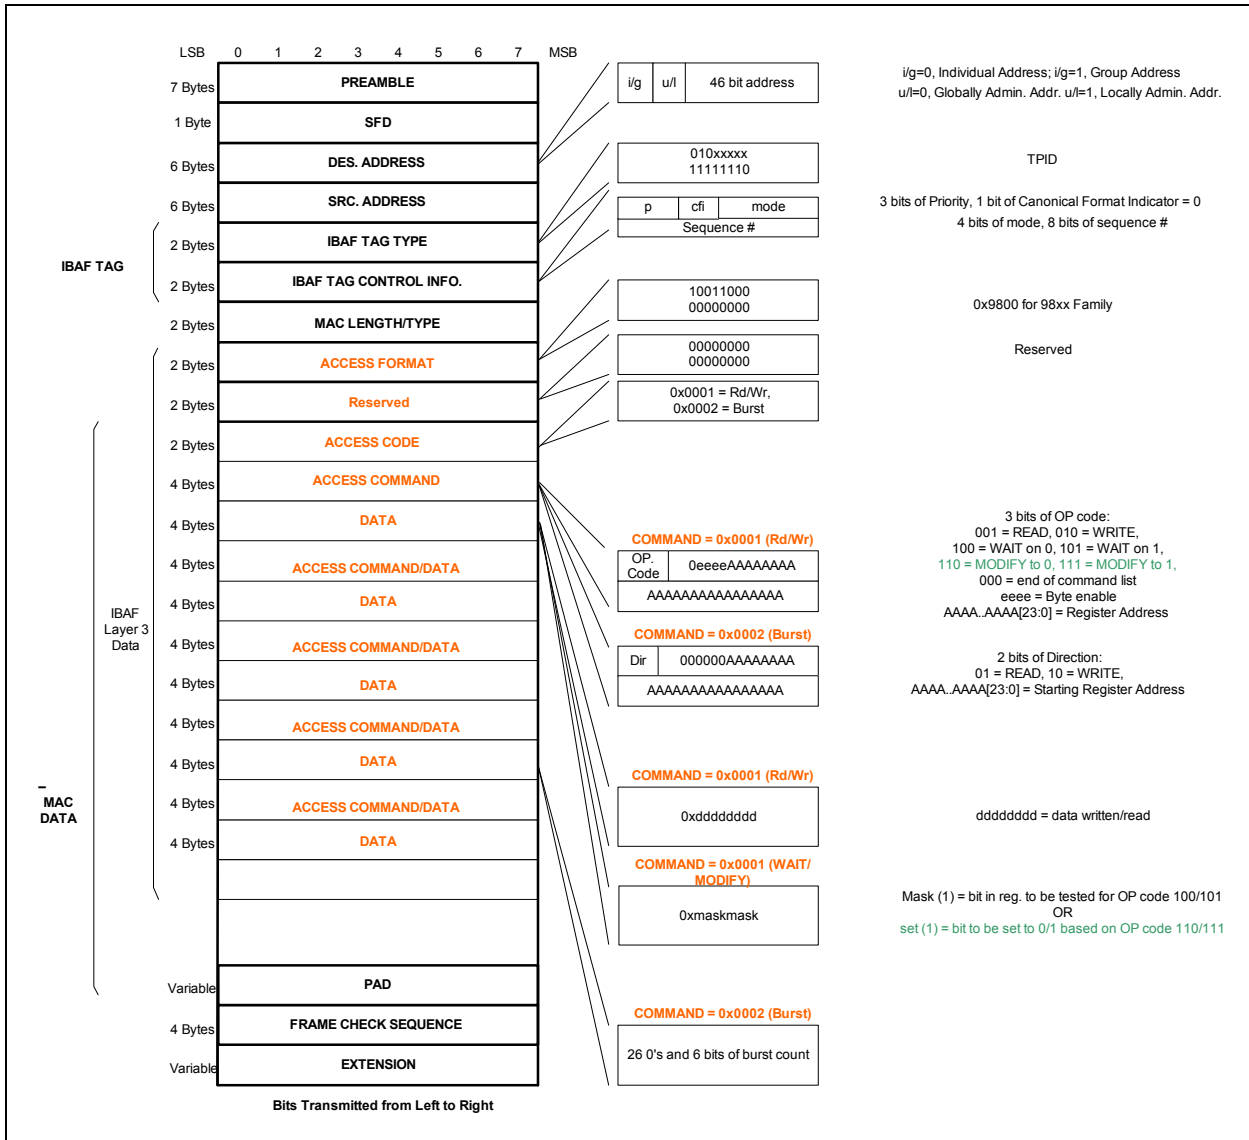 LSB 0 1 2 3 4 5 6 7 MSB
7 Bytes PREAMBLE
1 Byte SFD
6 Bytes DES. ADDRESS
6 Bytes SRC. ADDRESS
IBAF TAG
2 Bytes IBAF TAG TYPE
2 Bytes IBAF TAG CONTROL INFO.
2 Bytes MAC LENGTH/TYPE
2 Bytes ACCESS FORMAT
2 Bytes Reserved
2 Bytes ACCESS CODE
4 Bytes ACCESS COMMAND
4 Bytes DATA
4 Bytes ACCESS COMMAND/DATA
4 Bytes DATA
4 Bytes ACCESS COMMAND/DATA
4 Bytes DATA
4 Bytes ACCESS COMMAND/DATA
4 Bytes DATA
4 Bytes ACCESS COMMAND/DATA
4 Bytes DATA
IBAF
Layer 3
Data
MAC
DATA
Variable PAD
4 Bytes FRAME CHECK SEQUENCE
Variable EXTENSION
Bits Transmitted from Left to Right
i/g u/l 46 bit address
i/g=0, Individual Address; i/g=1, Group Address
u/l=0, Globally Admin. Addr. u/l=1, Locally Admin. Addr.
010xxxxx
11111110
TPID
p cfi mode
Sequence #
3 bits of Priority, 1 bit of Canonical Format Indicator = 0
4 bits of mode, 8 bits of sequence #
10011000
00000000
0x9800 for 98xx Family
00000000
00000000
Reserved
0x0001 = Rd/Wr,
0x0002 = Burst
COMMAND = 0x0001 (Rd/Wr)
OP.
Code
0eeeeAAAAAAAA
AAAAAAAAAAAAAAAA
3 bits of OP code:
001 = READ, 010 = WRITE,
100 = WAIT on 0, 101 = WAIT on 1,
110 = MODIFY to 0, 111 = MODIFY to 1,
000 = end of command list
eeee = Byte enable
AAAA..AAAA[23:0] = Register Address
COMMAND = 0x0002 (Burst)
Dir 000000AAAAAAAA
AAAAAAAAAAAAAAAA
2 bits of Direction:
01 = READ, 10 = WRITE,
AAAA..AAAA[23:0] = Starting Register Address
COMMAND = 0x0001 (Rd/Wr)
0xdddddddd
dddddddd = data written/read
COMMAND = 0x0001 (WAIT/
MODIFY)
0xmaskmask
Mask (1) = bit in reg. to be tested for OP code 100/101
OR
set (1) = bit to be set to 0/1 based on OP code 110/111
COMMAND = 0x0002 (Burst)
26 0's and 6 bits of burst count